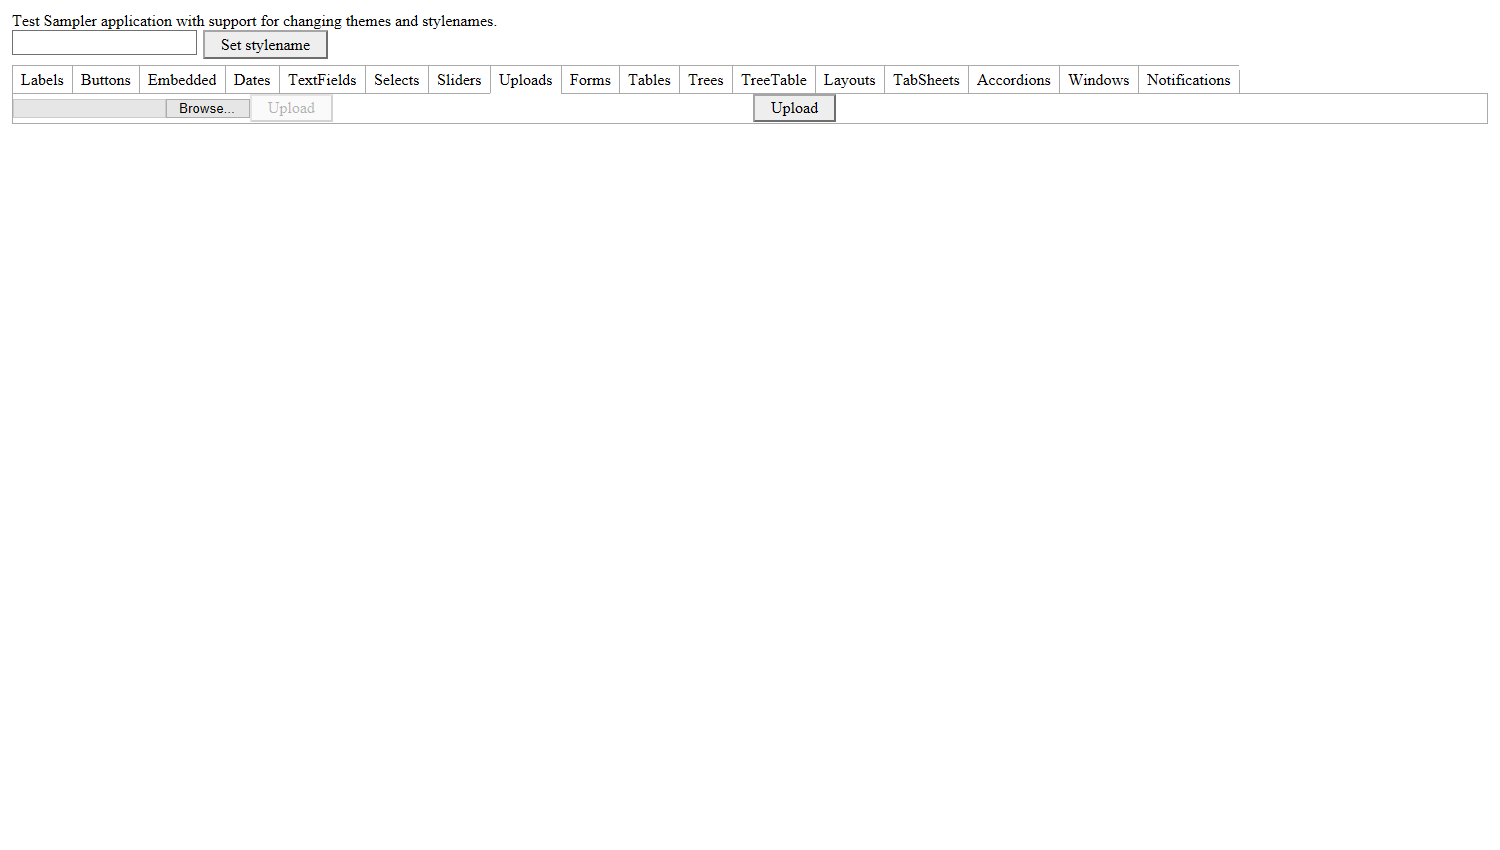 Test Sampler application with support for changing themes and stylenames.
Set stylename
Labels Buttons Embedded Dates TextFields Selects Sliders Uploads Forms Tables Trees TreeTable Layouts TabSheets Accordions Windows Notifications
Browse... Upload Upload